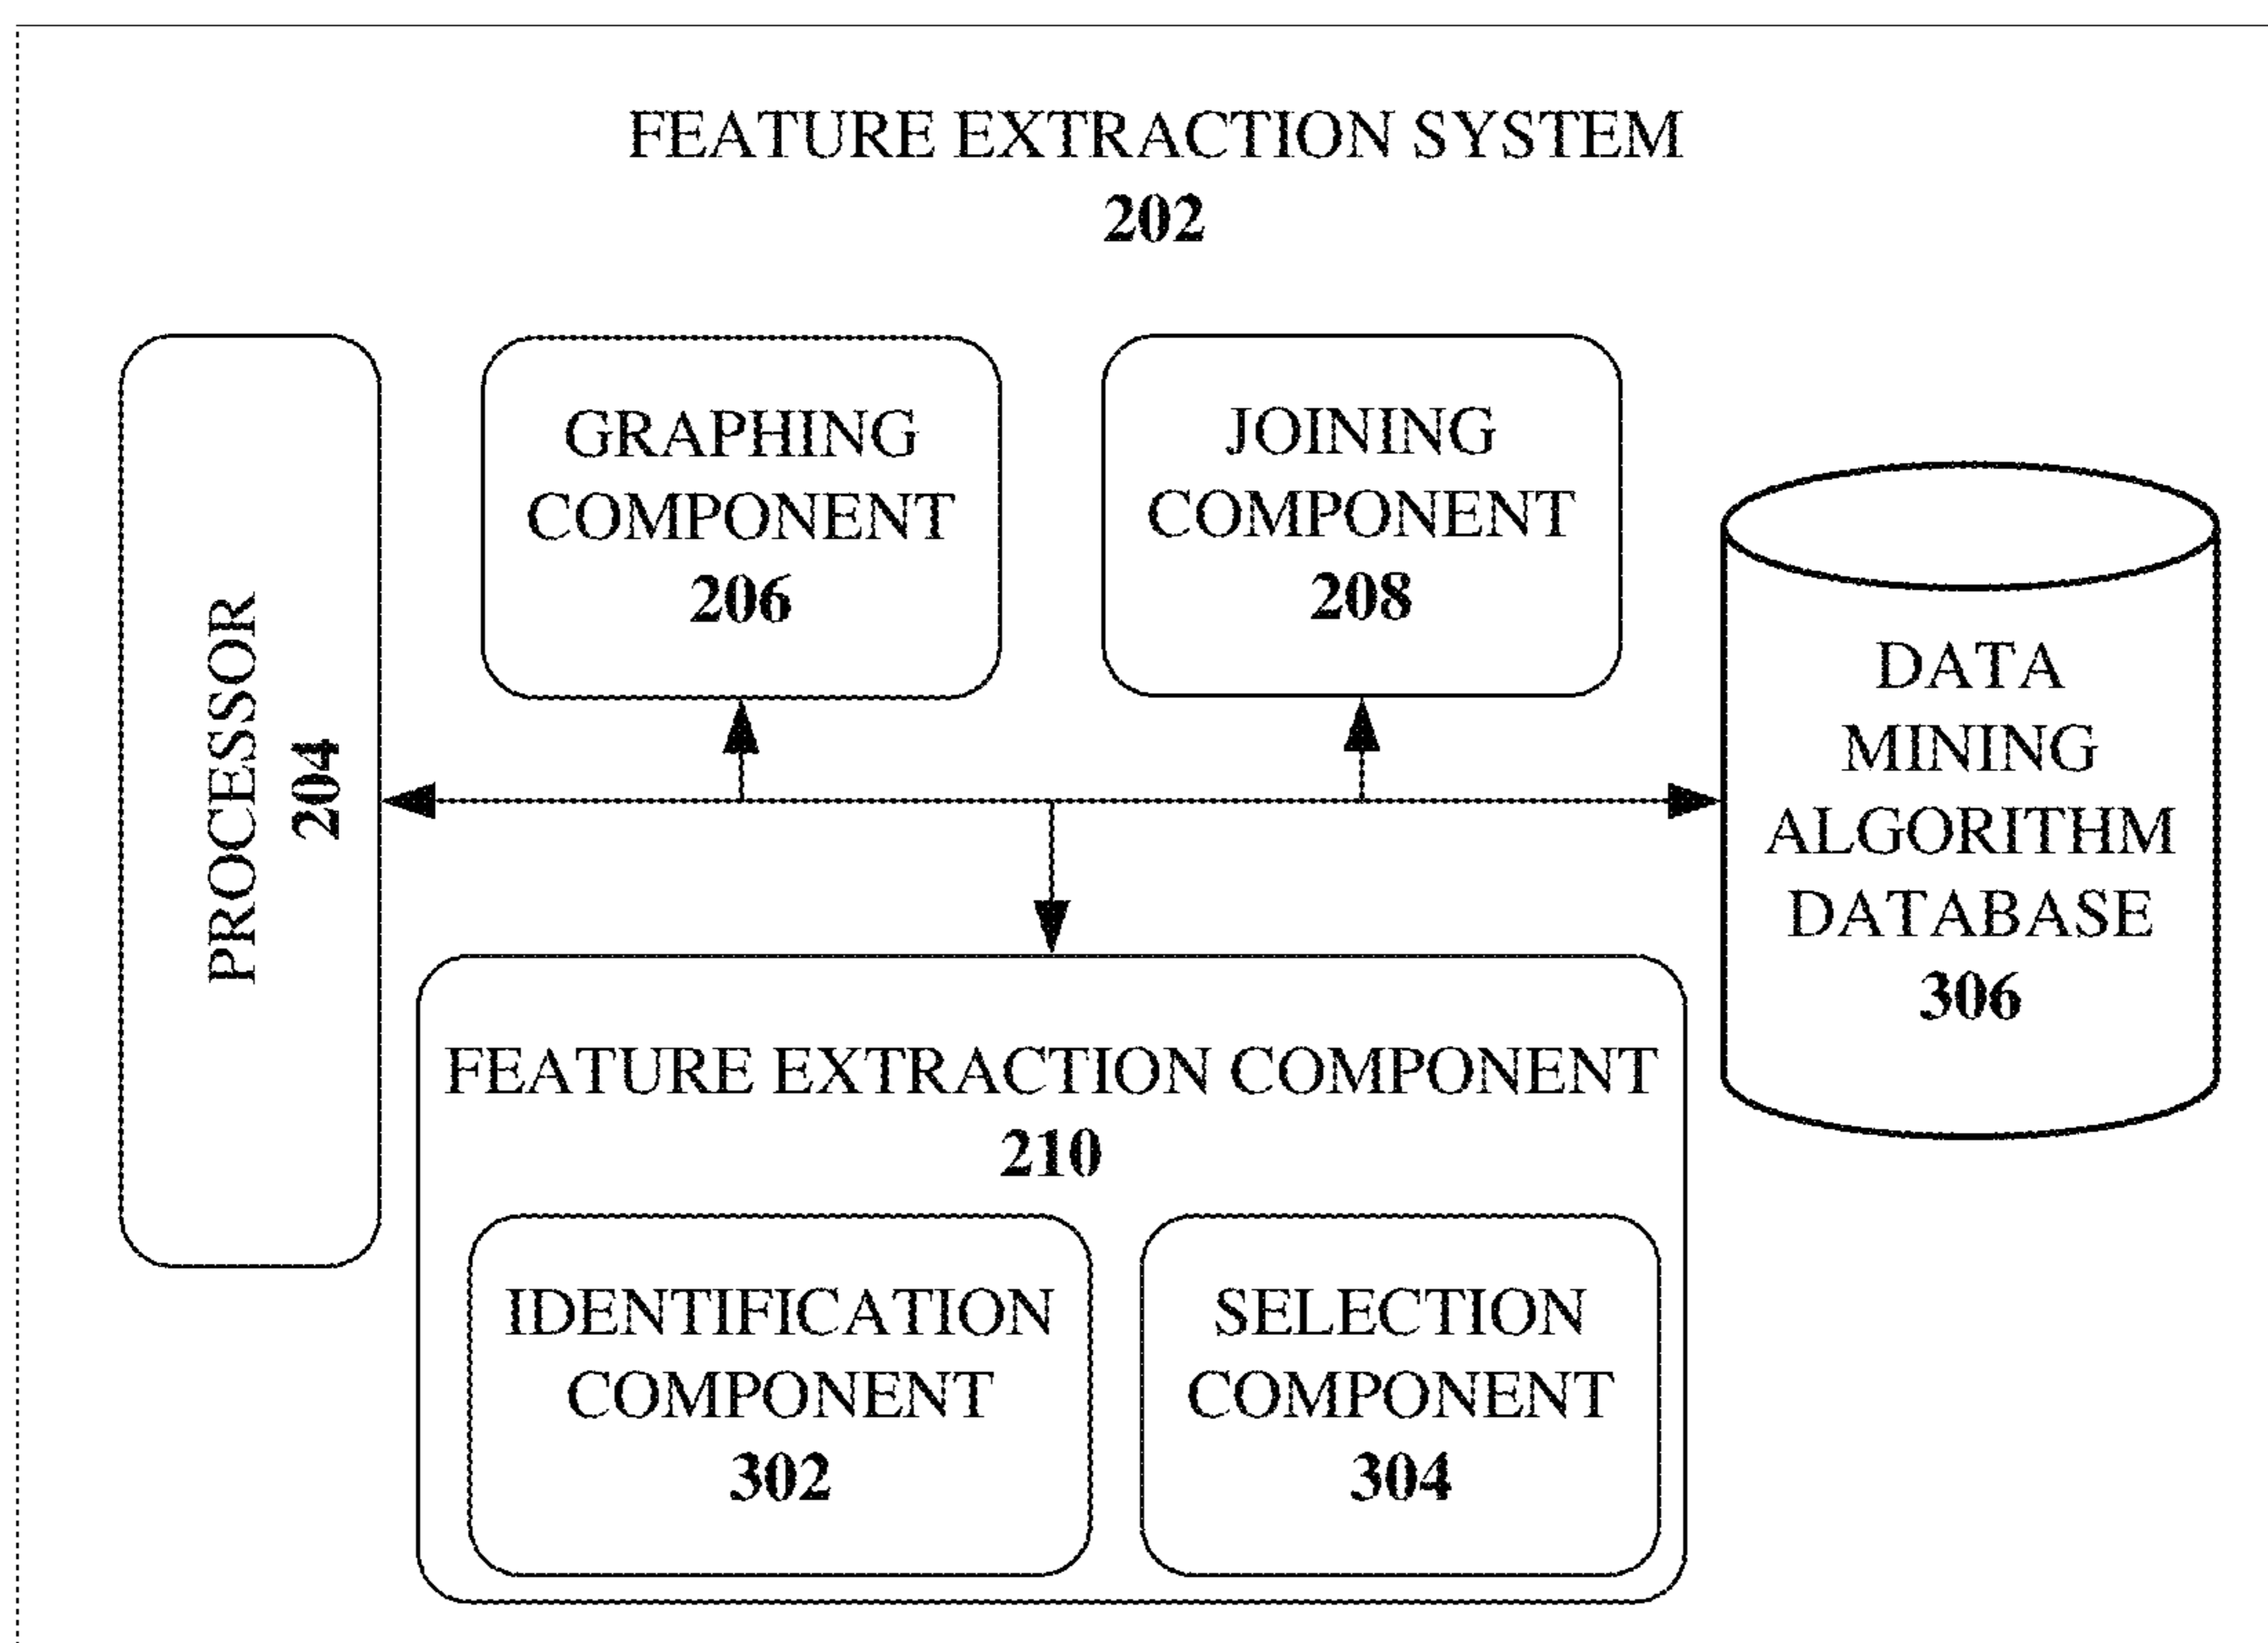 FEATURE EXTRACTION SYSTEM
202
PROCESSOR
204
GRAPHING
COMPONENT
206
JOINING
COMPONENT
208
DATA
MINING
ALGORITHM
DATABASE
306
FEATURE EXTRACTION COMPONENT
210
IDENTIFICATION
COMPONENT
302
SELECTION
COMPONENT
304